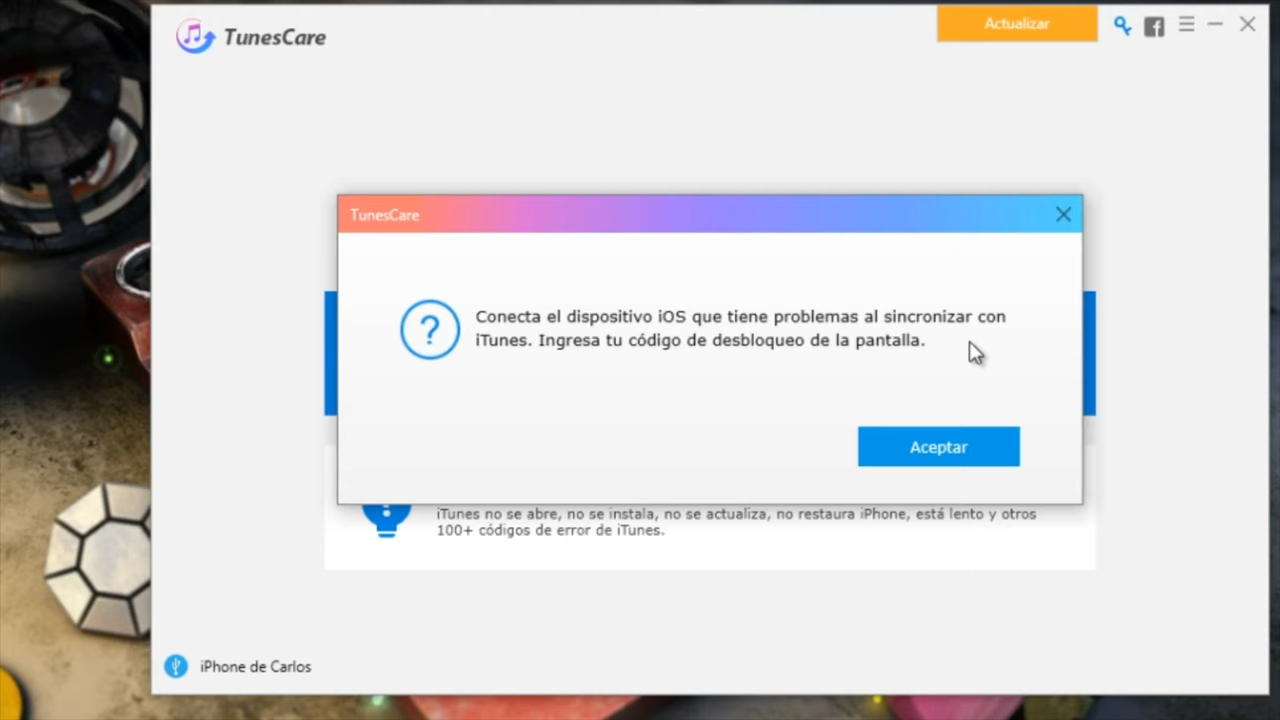 TunesCare
Actualizar
TunesCare
Conecta el dispositivo iOS que tiene problemas al sincronizar con
iTunes. Ingresa tu código de desbloqueo de la pantalla.
Aceptar
iTunes no se abre, no se instala, no se actualiza, no restaura iPhone, está lento y otros
100+ códigos de error de iTunes.
iPhone de Carlos